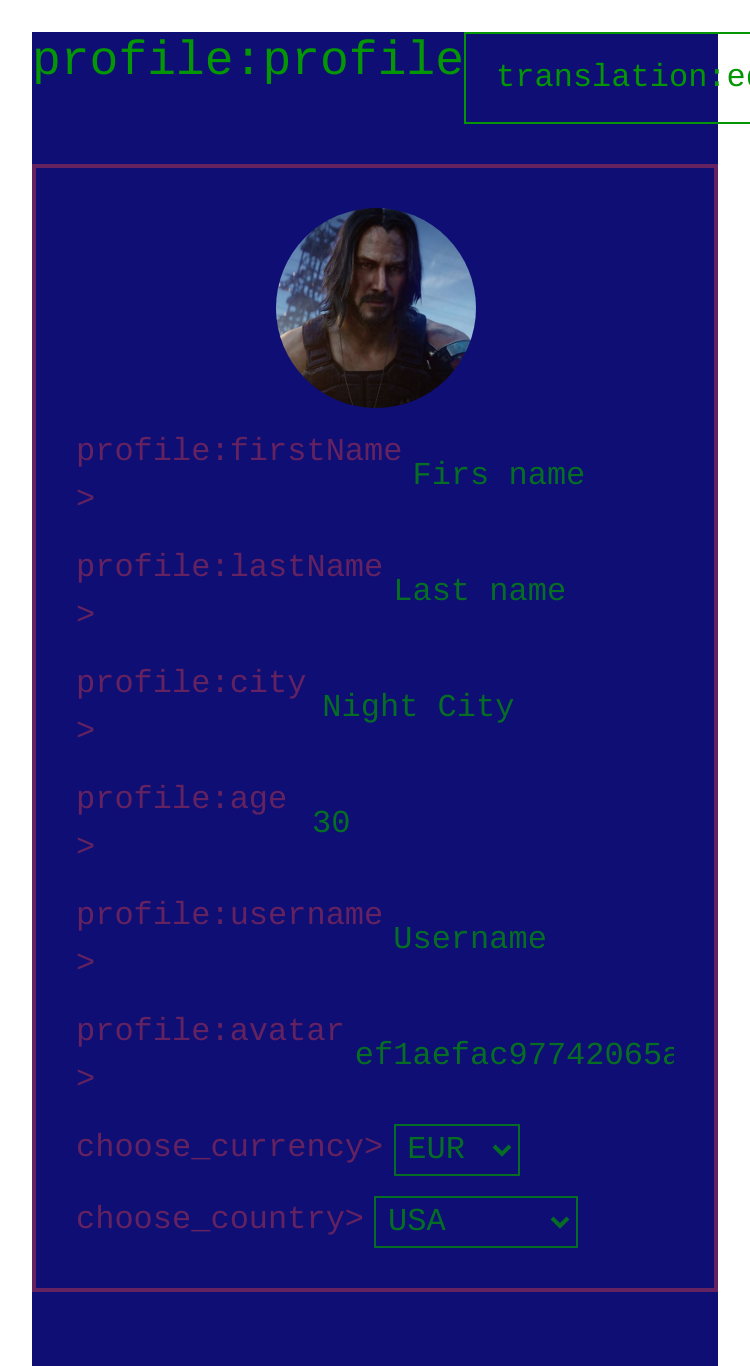 profile:profile
translation:e
profile:firstName
>
Firs name
profile:lastName
>
Last name
profile:city
>
Night City
profile:age
>
30
profile:username
>
Username
profile:avatar
>
ef1aefac97742065a
choose_currency> EUR
choose_country> USA